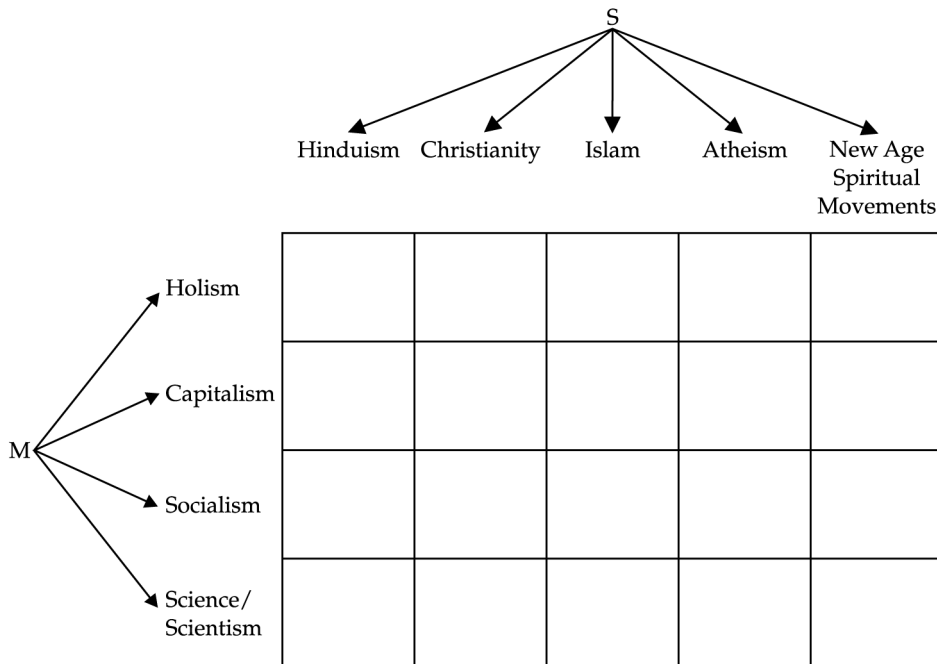 S
Hinduism Christianity Islam Atheism New Age
Spiritual
Movements
Holism
Capitalism
M
Socialism
Science/
Scientism